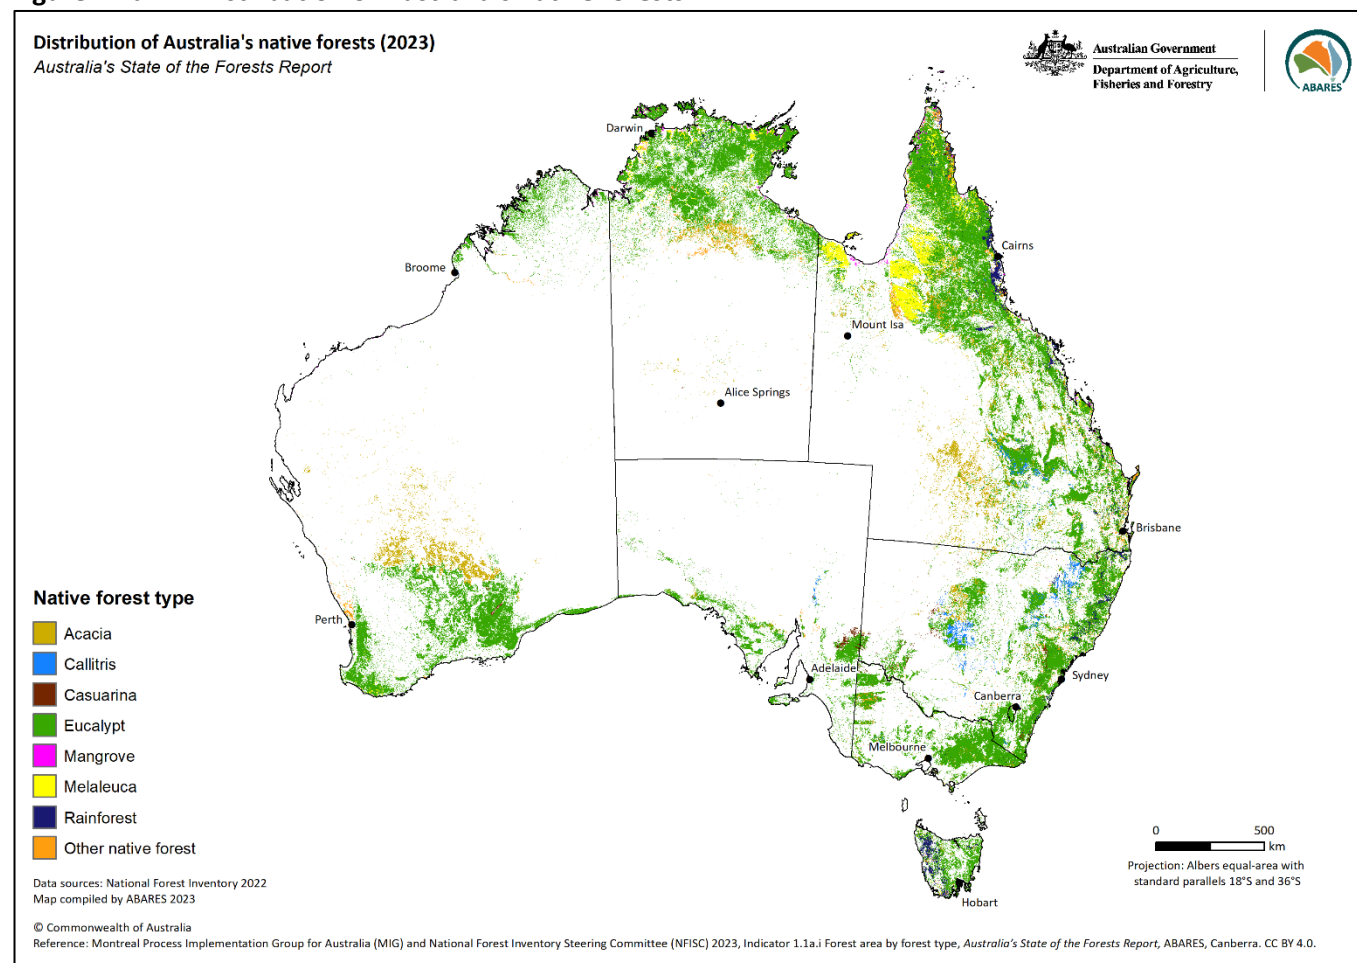 Distribution of Australia's native forests (2023)
Australia's State of the Forests Report
Australian Government
Department of Agriculture,
Fisheries and Forestry
ABARES
Darwin
Cairns
Broome
Mount Isa
Alice Springs
Brisbane
Native forest type
Perth
Acacia
Callitris
Casuarina
Eucalypt
Mangrove
Melaleuca
Rainforest
Other native forest
Adelaide
Sydney
Canberra
Melbourne
Hobart
0 500
km
Projection: Albers equal-area with
standard parallels 18°S and 36°S
Data sources: National Forest Inventory 2022
Map compiled by ABARES 2023
© Commonwealth of Australia
Reference: Montreal Process Implementation Group for Australia (MIG) and National Forest Inventory Steering Committee (NFISC) 2023, Indicator 1.1a.i Forest area by forest type, Australia's State of the Forests Report, ABARES, Canberra. CC BY 4.0.